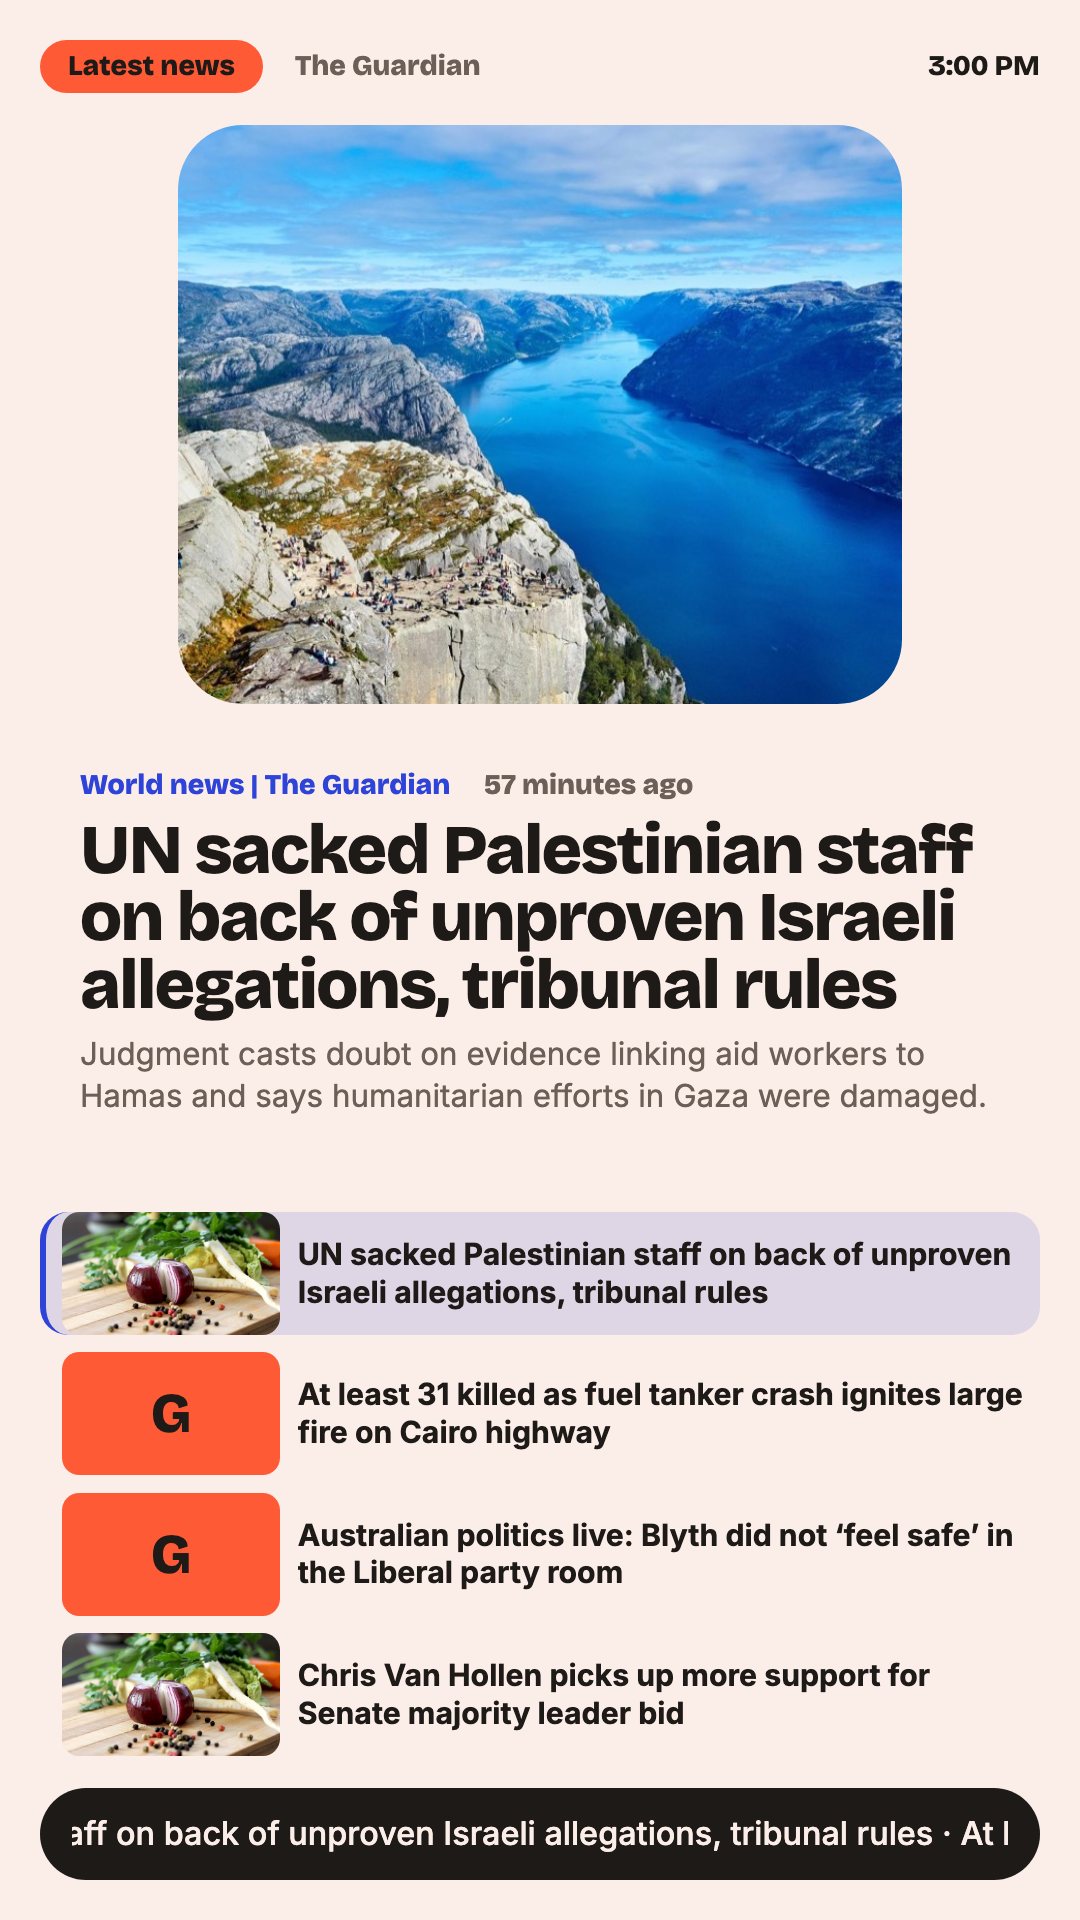 Latest news
The Guardian
3:00 PM
World news | The Guardian
57 minutes ago
UN sacked Palestinian staff
on back of unproven Israeli
allegations, tribunal rules
Judgment casts doubt on evidence linking aid workers to
Hamas and says humanitarian efforts in Gaza were damaged.
UN sacked Palestinian staff on back of unproven
Israeli allegations, tribunal rules
G
At least 31 killed as fuel tanker crash ignites large
fire on Cairo highway
G
Australian politics live: Blyth did not ‘feel safe’ in
the Liberal party room
Chris Van Hollen picks up more support for
Senate majority leader bid
aff on back of unproven Israeli allegations, tribunal rules · At l